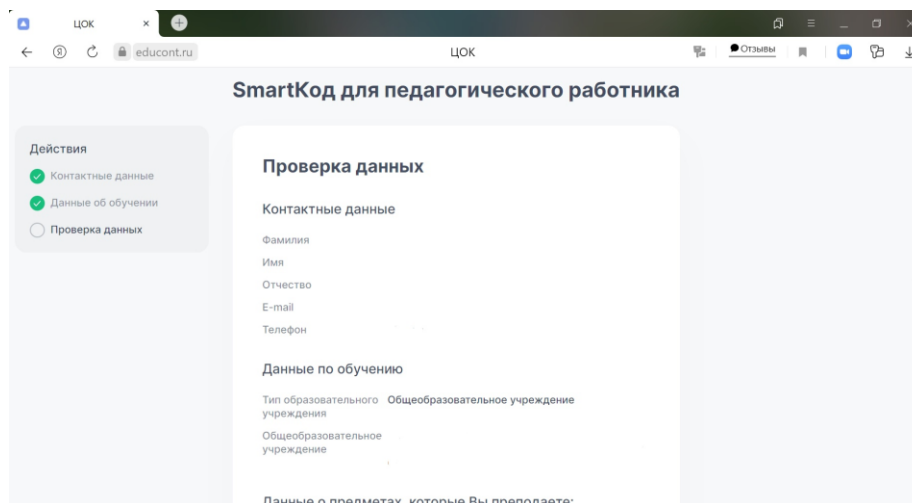 ЦОК
educont.ru
ЦОК
Отзывы
SmartКод для педагогического работника
Действия
Контактные данные
Данные об обучении
Проверка данных
Проверка данных
Контактные данные
Фамилия
Имя
Отчество
E-mail
Телефон
Данные по обучению
Тип образовательного Общеобразовательное учреждение
учреждения
Общеобразовательное
учреждение
Данные о предметах, которые Вы преподаете: